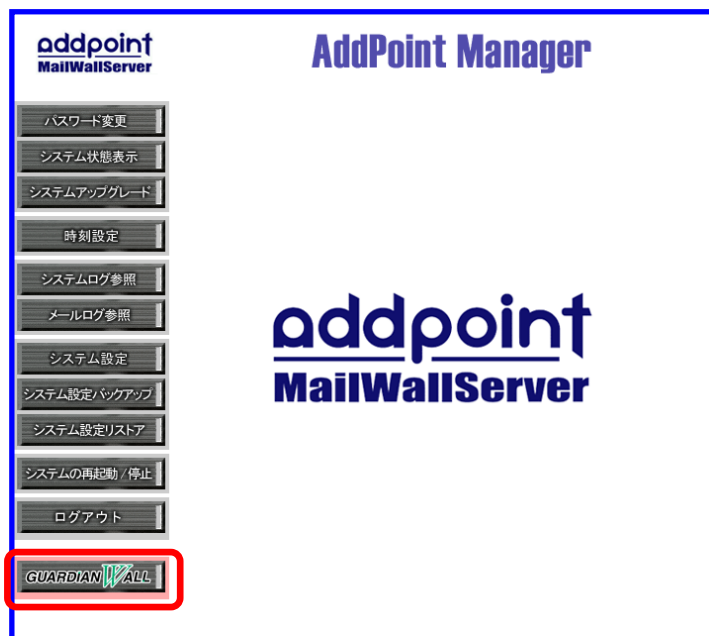 addpoint
MailWallServer
AddPoint Manager
パスワード変更
システム状態表示
システムアップグレード
時刻設定
システムログ参照
メールログ参照
システム設定
システム設定バックアップ
システム設定リストア
システムの再起動/停止
ログアウト
GUARDIAN WALL
addpoint
MailWallServer